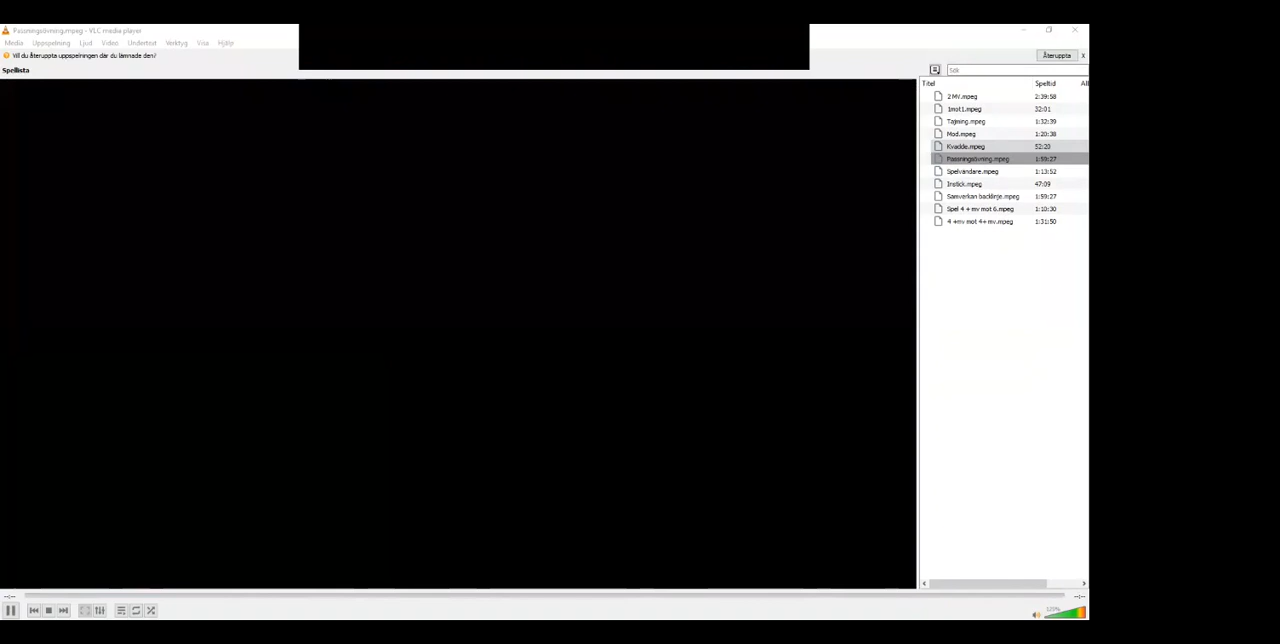 Passningsövning.mpeg - VLC media player
Media Uppspelning Ljud Video Undertext Verktyg Visa Hjälp
Vill du återuppta uppspelningen där du lämnade den? Återuppta x
Spellista Sök
Titel Speltid Al
2 MV.mpeg 2:39:58
1mot1.mpeg 32:01
Tajming.mpeg 1:32:39
Mod.mpeg 1:20:38
Kvadde.mpeg 52:20
Passningsövning.mpeg 1:59:27
Spelvändare.mpeg 1:13:52
Instick.mpeg 47:09
Samverkan backlinje.mpeg 1:59:27
Spel 4 + mv mot 6.mpeg 1:10:30
4 +mv mot 4+ mv.mpeg 1:31:50
--:-- --:--
125%